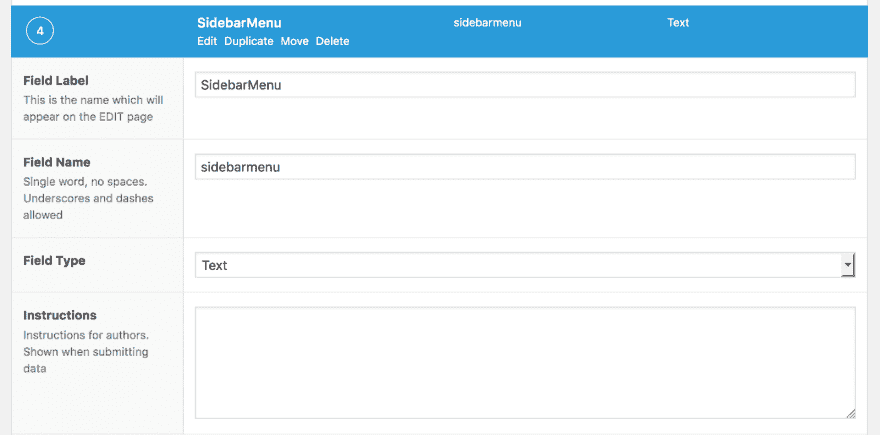 4 SidebarMenu sidebarmenu Text
Edit Duplicate Move Delete
Field Label
This is the name which will
appear on the EDIT page
SidebarMenu
Field Name
Single word, no spaces.
Underscores and dashes
allowed
sidebarmenu
Field Type
Text
Instructions
Instructions for authors.
Shown when submitting
data